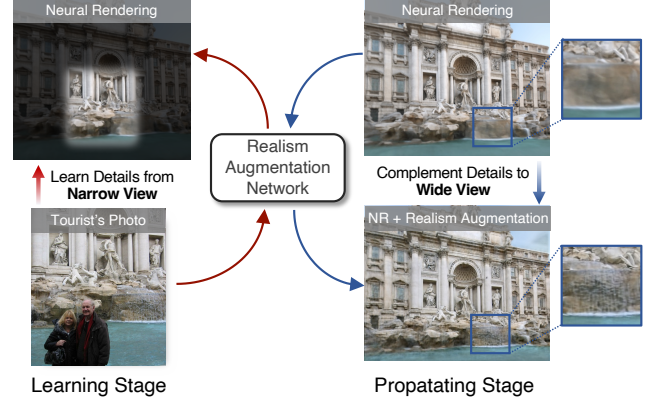 Neural Rendering
Learn Details from
Narrow View
Tourist's Photo
Learning Stage
Realism
Augmentation
Network
Neural Rendering
Complement Details to
Wide View
NR + Realism Augmentation
Propatating Stage